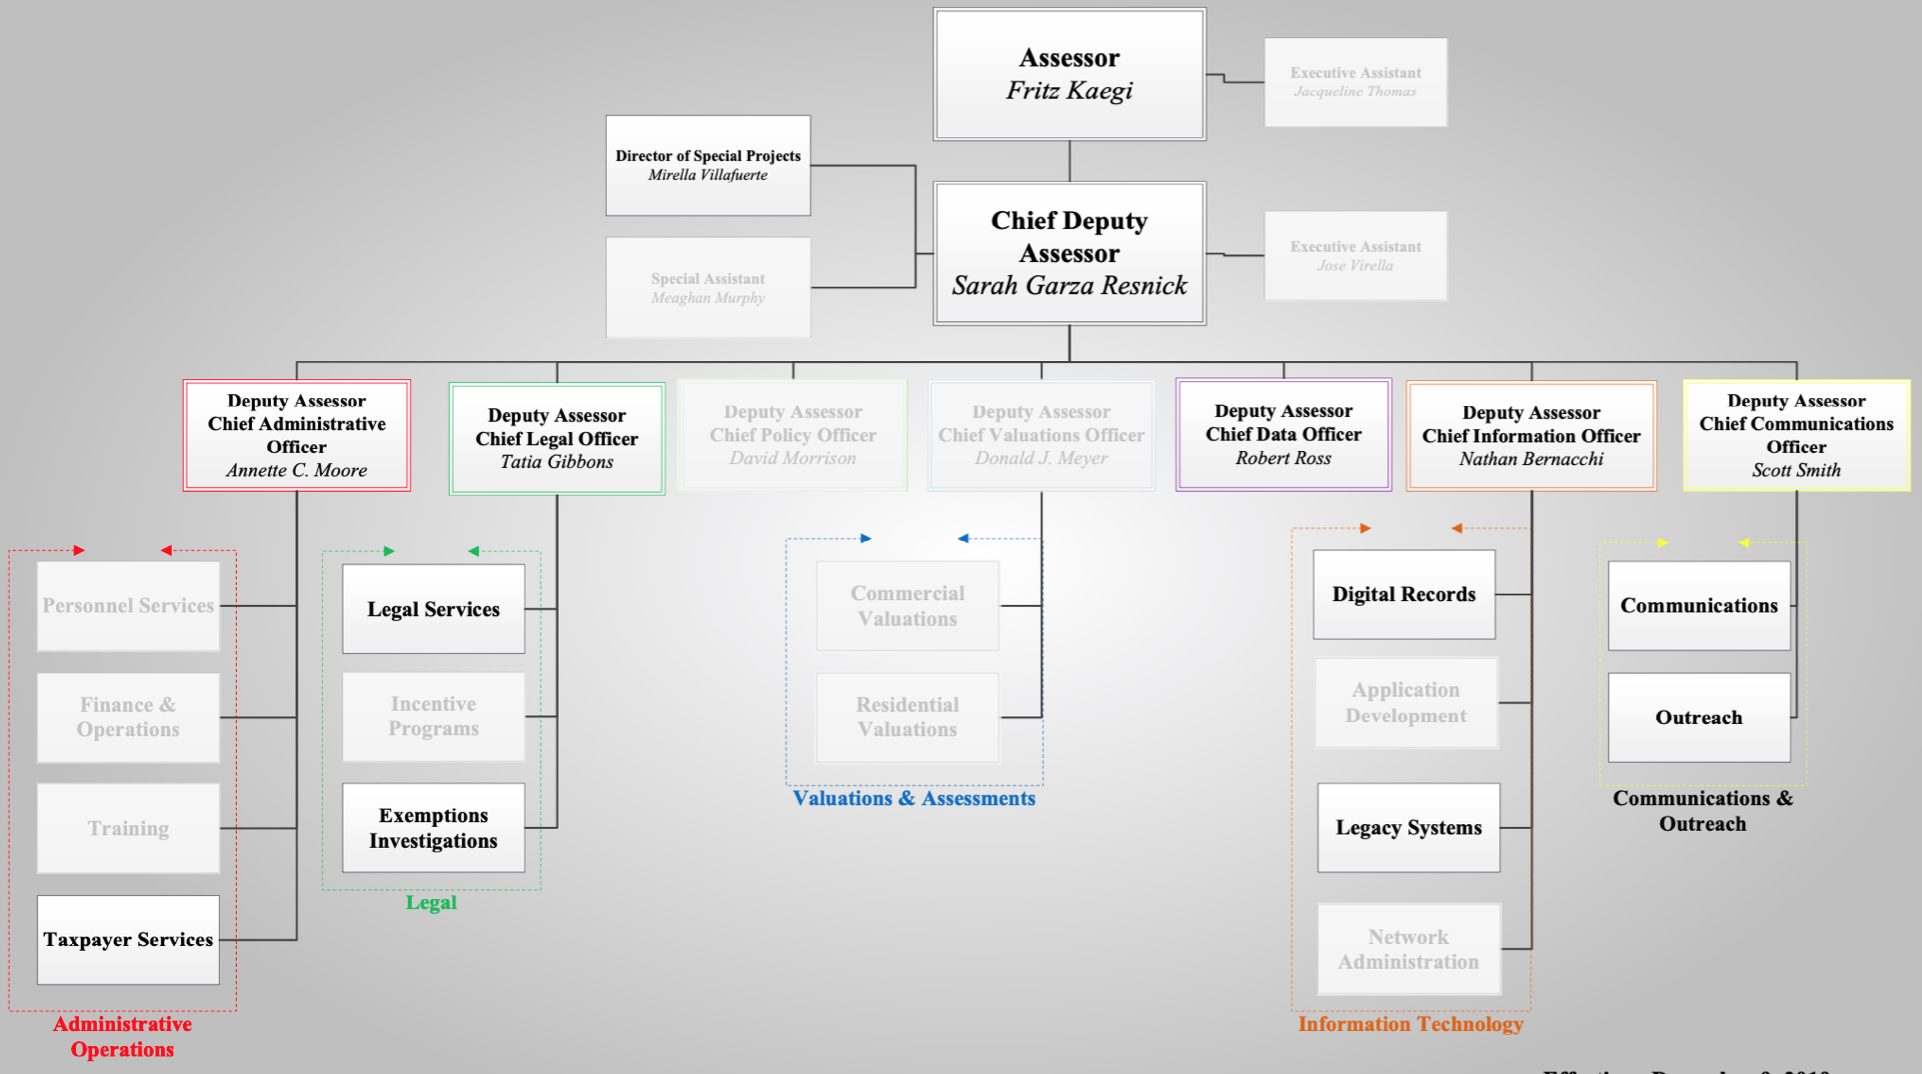 Assessor
Fritz Kaegi
Executive Assistant
Jacqueline Thomas
Director of Special Projects
Mirella Villafuerte
Chief Deputy
Assessor
Sarah Garza Resnick
Executive Assistant
Jose Virella
Special Assistant
Meaghan Murphy
Deputy Assessor
Chief Administrative
Officer
Annette C. Moore
Deputy Assessor
Chief Legal Officer
Tatia Gibbons
Deputy Assessor
Chief Policy Officer
David Morrison
Deputy Assessor
Chief Valuations Officer
Donald J. Meyer
Deputy Assessor
Chief Data Officer
Robert Ross
Deputy Assessor
Chief Information Officer
Nathan Bernacchi
Deputy Assessor
Chief Communications
Officer
Scott Smith
Personnel Services
Finance &
Operations
Training
Taxpayer Services
Administrative
Operations
Legal Services
Incentive
Programs
Exemptions
Investigations
Legal
Commercial
Valuations
Residential
Valuations
Valuations & Assessments
Digital Records
Application
Development
Legacy Systems
Network
Administration
Information Technology
Communications
Outreach
Communications &
Outreach